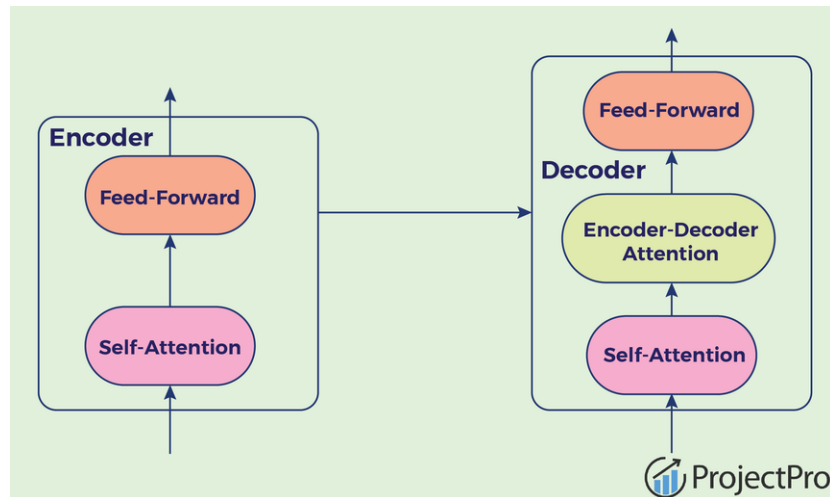 Encoder
Feed-Forward
Self-Attention
Feed-Forward
Decoder
Encoder-Decoder
Attention
Self-Attention
ProjectPro